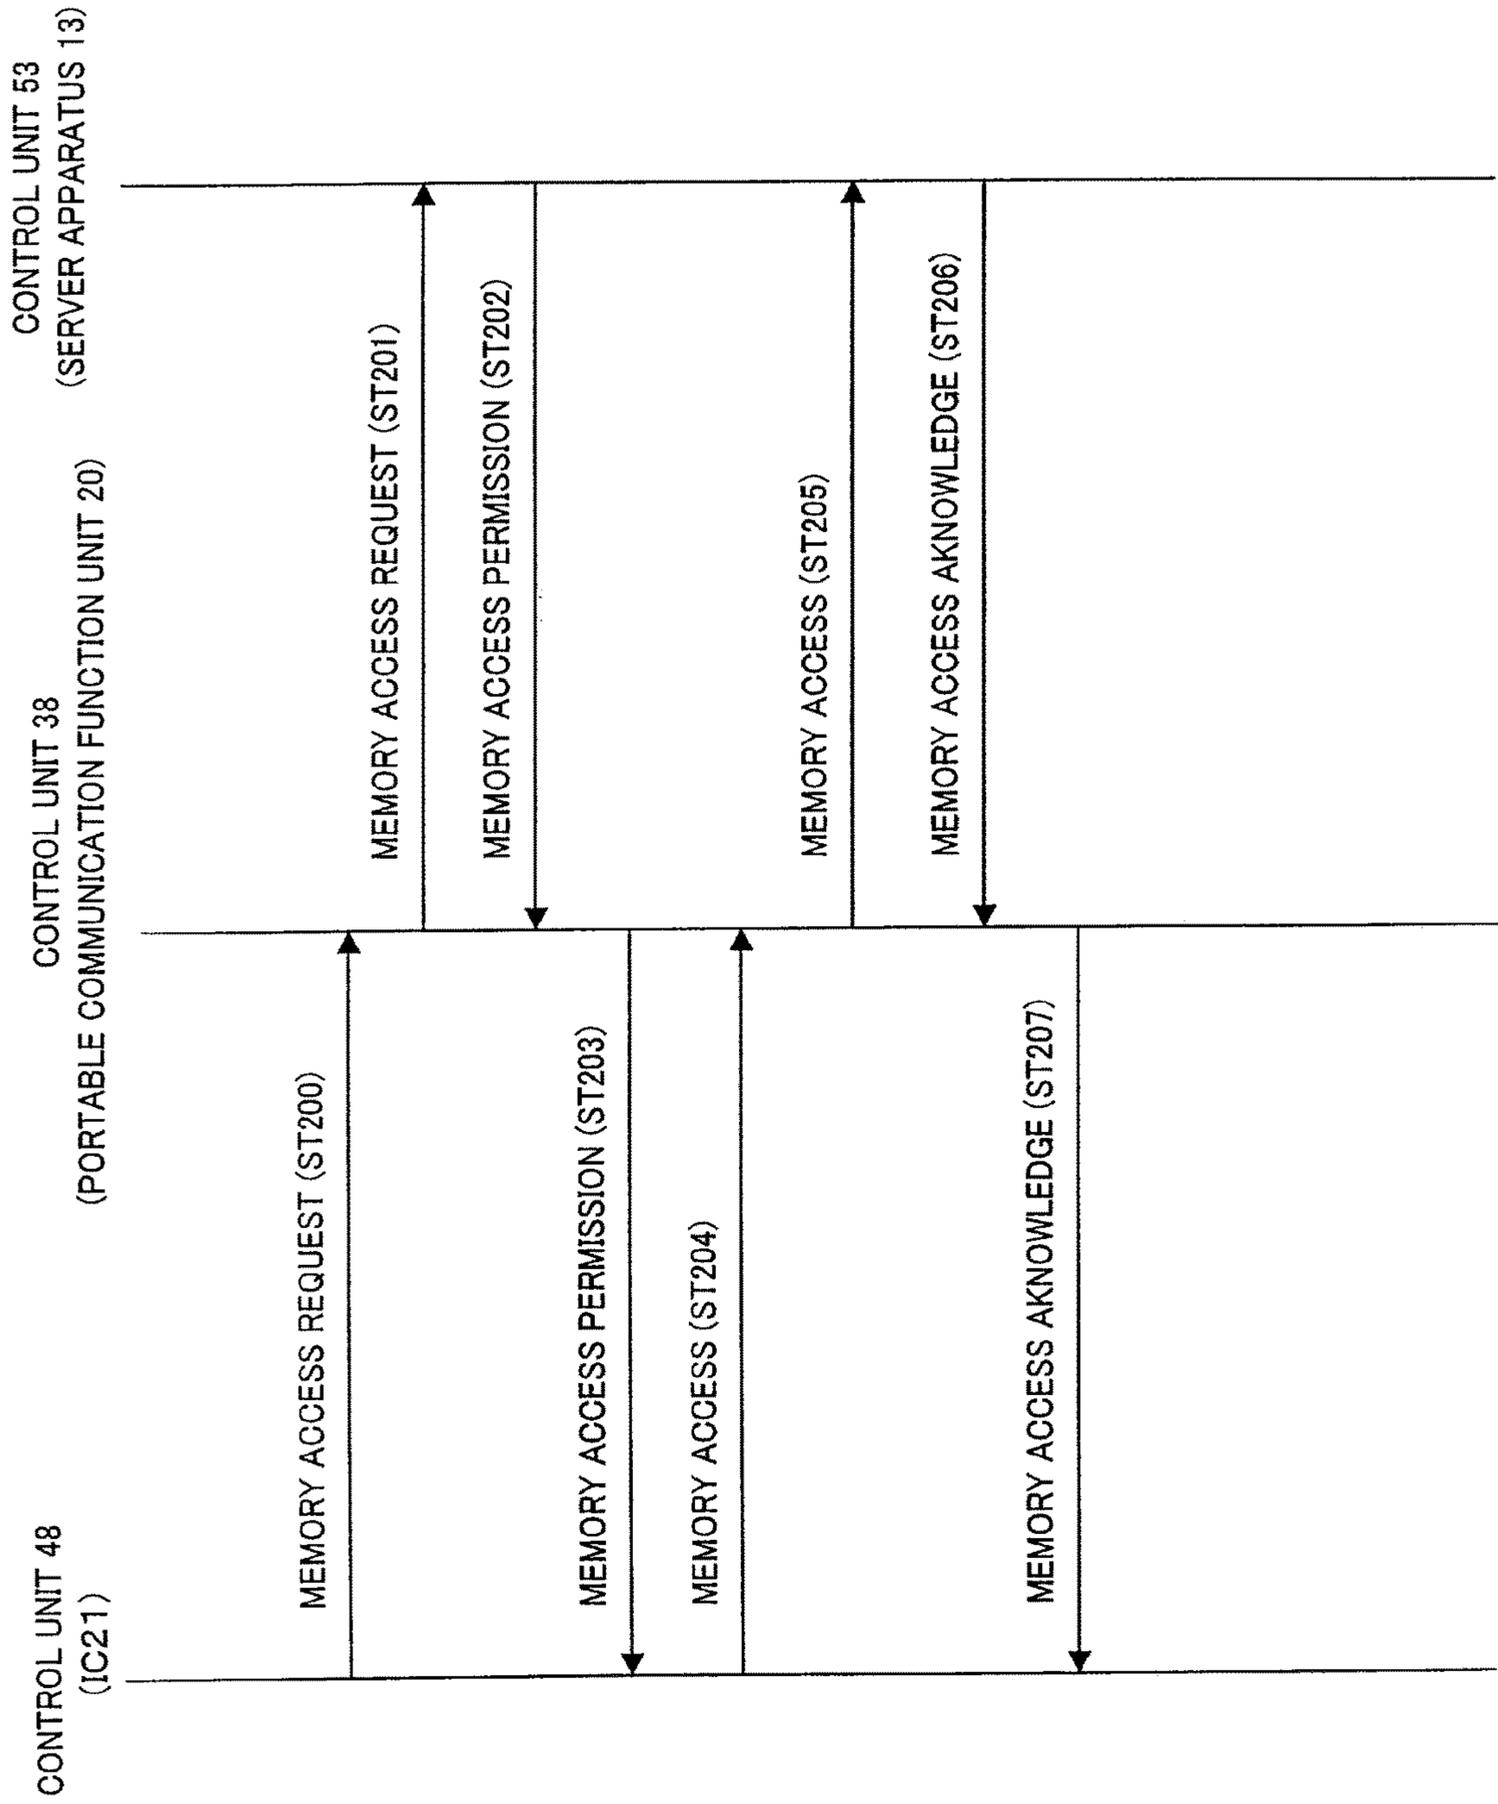 CONTROL UNIT 48
(IC21)
CONTROL UNIT 38
(PORTABLE COMMUNICATION FUNCTION UNIT 20)
CONTROL UNIT 53
(SERVER APPARATUS 13)
MEMORY ACCESS REQUEST (ST200)
MEMORY ACCESS REQUEST (ST201)
MEMORY ACCESS PERMISSION (ST202)
MEMORY ACCESS PERMISSION (ST203)
MEMORY ACCESS (ST204)
MEMORY ACCESS (ST205)
MEMORY ACCESS AKNOWLEDGE (ST206)
MEMORY ACCESS AKNOWLEDGE (ST207)